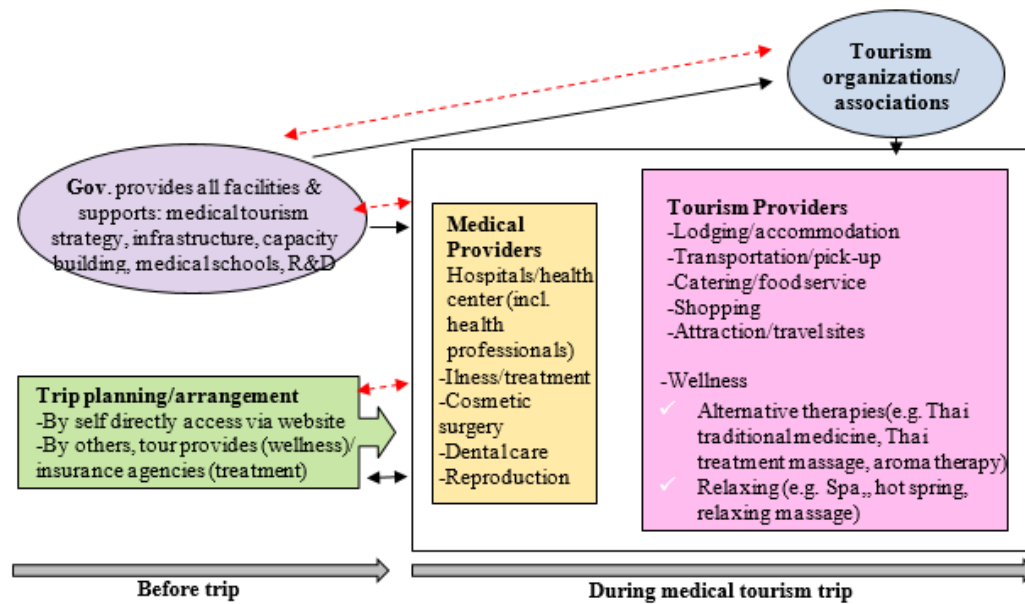 Tourism
organizations/
associations
Gov. provides all facilities &
supports: medical tourism
strategy, infrastructure, capacity
building, medical schools, R&D
Trip planning/arrangement
-By self directly access via website
-By others, tour provides (wellness)/
insurance agencies (treatment)
Medical
Providers
Hospitals/health
center (incl.
health
professionals)
-Ilness/treatment
-Cosmetic
surgery
-Dental care
-Reproduction
Tourism Providers
-Lodging/accommodation
-Transportation/pick-up
-Catering/food service
-Shopping
-Attraction/travel sites
-Wellness
Alternative therapies(e.g. Thai
traditional medicine, Thai
treatment massage, aroma therapy)
Relaxing (e.g. Spa,, hot spring,
relaxing massage)
Before trip
During medical tourism trip